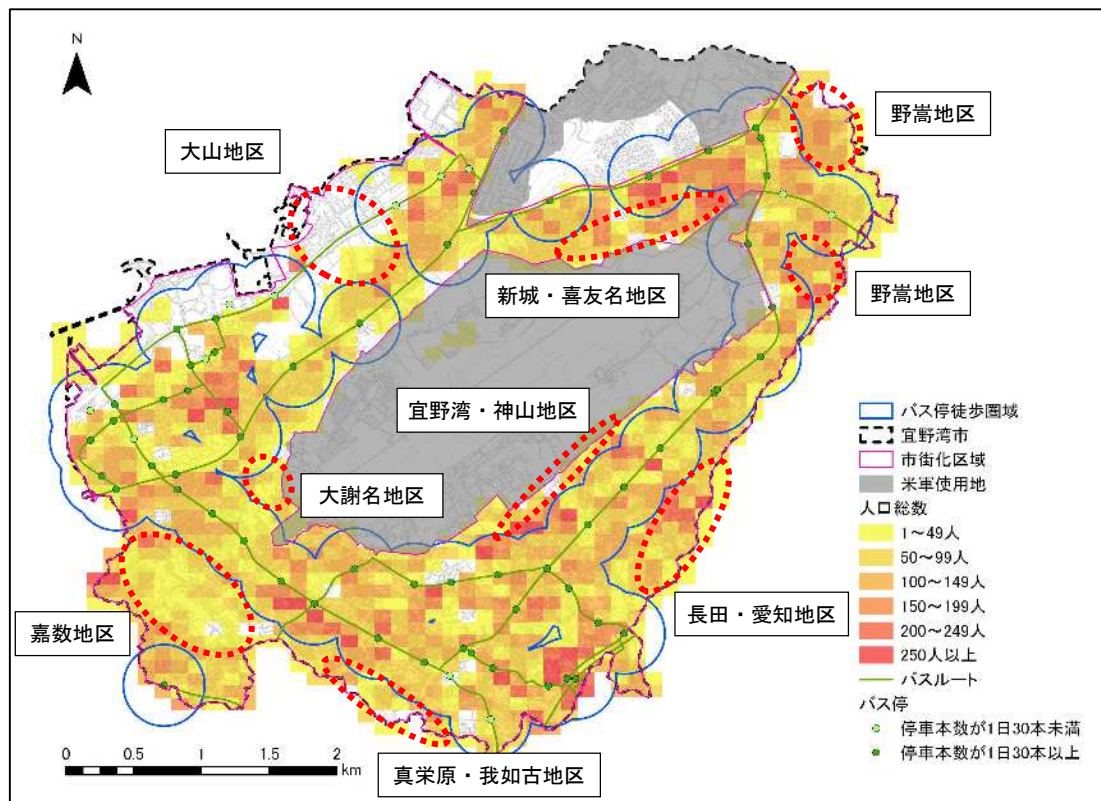 N
野嵩地区
大山地区
新城・喜友名地区
野嵩地区
宜野湾・神山地区
大謝名地区
長田・愛知地区
嘉数地区
真栄原・我如古地区
バス停徒歩圏域
宜野湾市
市街化区域
米軍使用地
人口総数
1～49人
50～99人
100～149人
150～199人
200～249人
250人以上
バスルート
バス停
停車本数が1日30本未満
停車本数が1日30本以上
0 0.5 1 2
km